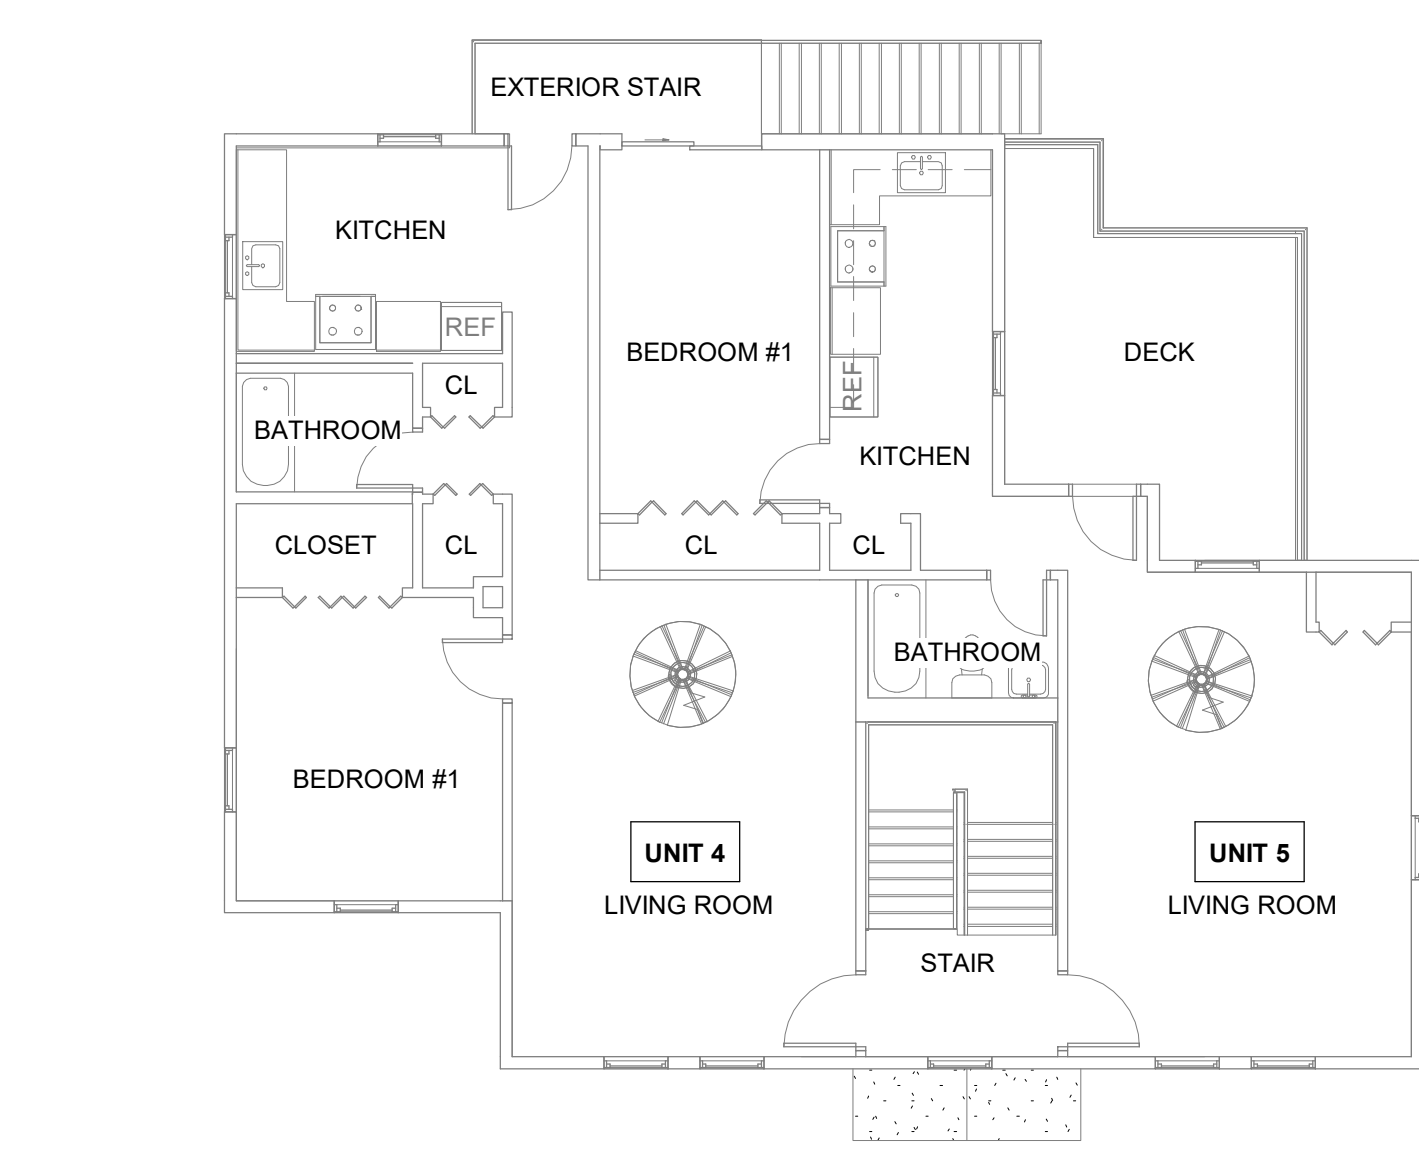 EXTERIOR STAIR
KITCHEN
REF
BEDROOM #1
DECK
CL
REF
BATHROOM
KITCHEN
CLOSET
CL
CL
CL
BATHROOM
BEDROOM #1
UNIT 4
LIVING ROOM
UNIT 5
LIVING ROOM
STAIR